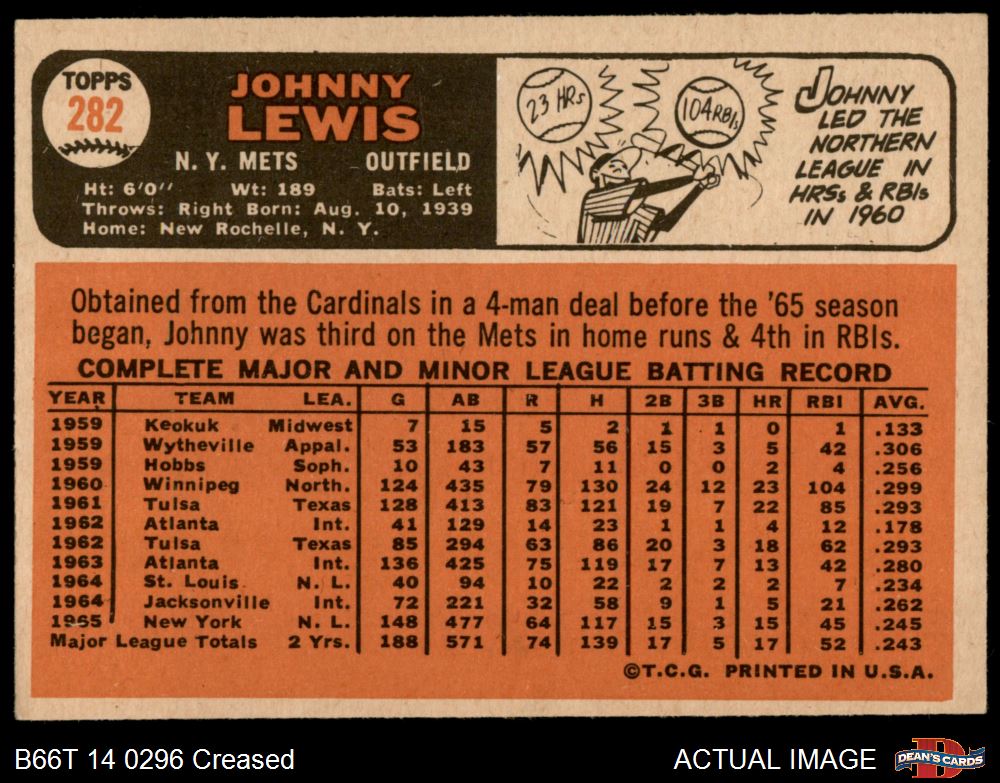 TOPPS
282
JOHNNY
LEWIS
N. Y. METS OUTFIELD
Ht: 6'0" Wt: 189 Bats: Left
Throws: Right Born: Aug. 10, 1939
Home: New Rochelle, N. Y.
23 HRs
104 RBIs
JOHNNY
LED THE
NORTHERN
LEAGUE IN
HRSs & RBIs
IN 1960
Obtained from the Cardinals in a 4-man deal before the '65 season
began, Johnny was third on the Mets in home runs & 4th in RBIs.
COMPLETE MAJOR AND MINOR LEAGUE BATTING RECORD
YEAR TEAM LEA. G AB R H 2B 3B HR RBI AVG.
1959 Keokuk Midwest 7 15 5 2 1 1 0 1 .133
1959 Wytheville Appal. 53 183 57 56 15 3 5 42 .306
1959 Hobbs Soph. 10 43 7 11 0 0 2 4 .256
1960 Winnipeg North. 124 435 79 130 24 12 23 104 .299
1961 Tulsa Texas 128 413 83 121 19 7 22 85 .293
1962 Atlanta Int. 41 129 14 23 1 1 4 12 .178
1962 Tulsa Texas 85 294 63 86 20 3 18 62 .293
1963 Atlanta Int. 136 425 75 119 17 7 13 42 .280
1964 St. Louis N. L. 40 94 10 22 2 2 2 7 .234
1964 Jacksonville Int. 72 221 32 58 9 1 5 21 .262
1965 New York N. L. 148 477 64 117 15 3 15 45 .245
Major League Totals 2 Yrs. 188 571 74 139 17 5 17 52 .243
©T.C.G. PRINTED IN U.S.A.
B66T 14 0296 Creased
ACTUAL IMAGE
DEAN'S CARDS